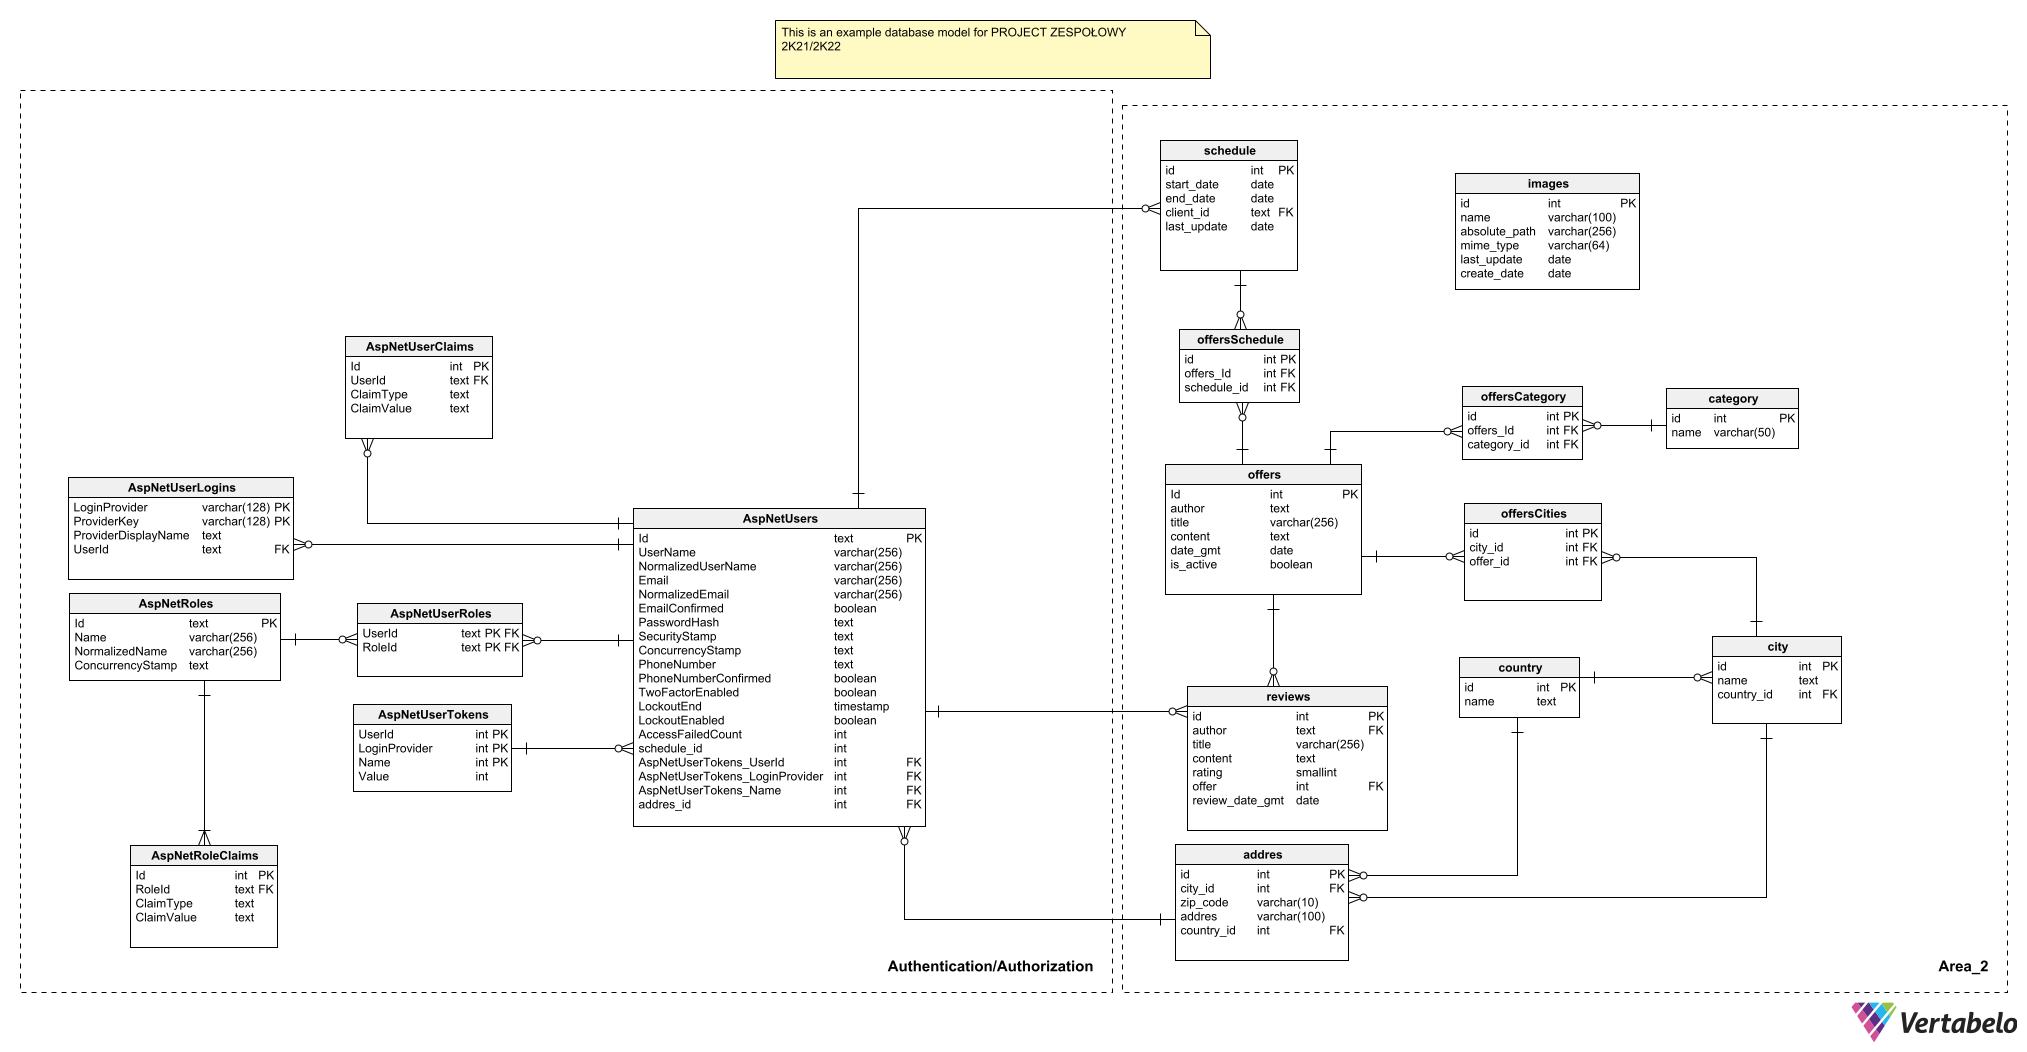 This is an example database model for PROJECT ZESPOŁOWY
2K21/2K22
schedule
id int PK
start_date date
end_date date
client_id text FK
last_update date
images
id int PK
name varchar(100)
absolute_path varchar(256)
mime_type varchar(64)
last_update date
create_date date
AspNetUserClaims
Id int PK
UserId text FK
ClaimType text
ClaimValue text
offersSchedule
id int PK
offers_Id int FK
schedule_id int FK
offersCategory
id int PK
offers_Id int FK
category_id int FK
category
id int PK
name varchar(50)
AspNetUserLogins
LoginProvider varchar(128) PK
ProviderKey varchar(128) PK
ProviderDisplayName text
UserId text FK
AspNetUsers
Id text PK
UserName varchar(256)
NormalizedUserName varchar(256)
Email varchar(256)
NormalizedEmail varchar(256)
EmailConfirmed boolean
PasswordHash text
SecurityStamp text
ConcurrencyStamp text
PhoneNumber text
PhoneNumberConfirmed boolean
TwoFactorEnabled boolean
LockoutEnd timestamp
LockoutEnabled boolean
AccessFailedCount int
schedule_id int
AspNetUserTokens_UserId int FK
AspNetUserTokens_LoginProvider int FK
AspNetUserTokens_Name int FK
addres_id int FK
offers
Id int PK
author text
title varchar(256)
content text
date_gmt date
is_active boolean
offersCities
id int PK
city_id int FK
offer_id int FK
AspNetRoles
Id text PK
Name varchar(256)
NormalizedName varchar(256)
ConcurrencyStamp text
AspNetUserRoles
UserId text PK FK
RoleId text PK FK
AspNetUserTokens
UserId int PK
LoginProvider int PK
Name int PK
Value int
country
id int PK
name text
city
id int PK
name text
country_id int FK
reviews
id int PK
author text FK
title varchar(256)
content text
rating smallint
offer int FK
review_date_gmt date
AspNetRoleClaims
Id int PK
RoleId text FK
ClaimType text
ClaimValue text
addres
id int PK
city_id int FK
zip_code varchar(10)
addres varchar(100)
country_id int FK
Authentication/Authorization
Area_2
Vertabelo